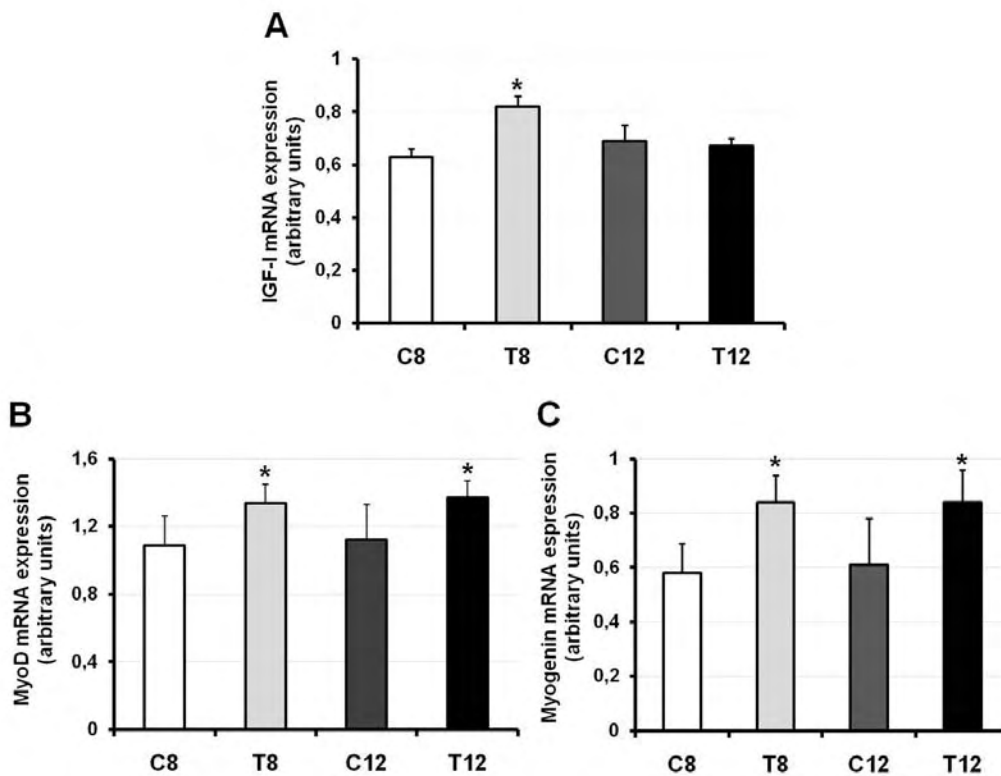 A
IGF-I mRNA expression
(arbitrary units)
1
0,8
0,6
0,4
0,2
0
*
C8 T8 C12 T12
B
MyoD mRNA expression
(arbitrary units)
1,6
1,2
0,8
0,4
0
* *
C8 T8 C12 T12
C
Myogenin mRNA espression
(arbitrary units)
1
0,8
0,6
0,4
0,2
0
* *
C8 T8 C12 T12